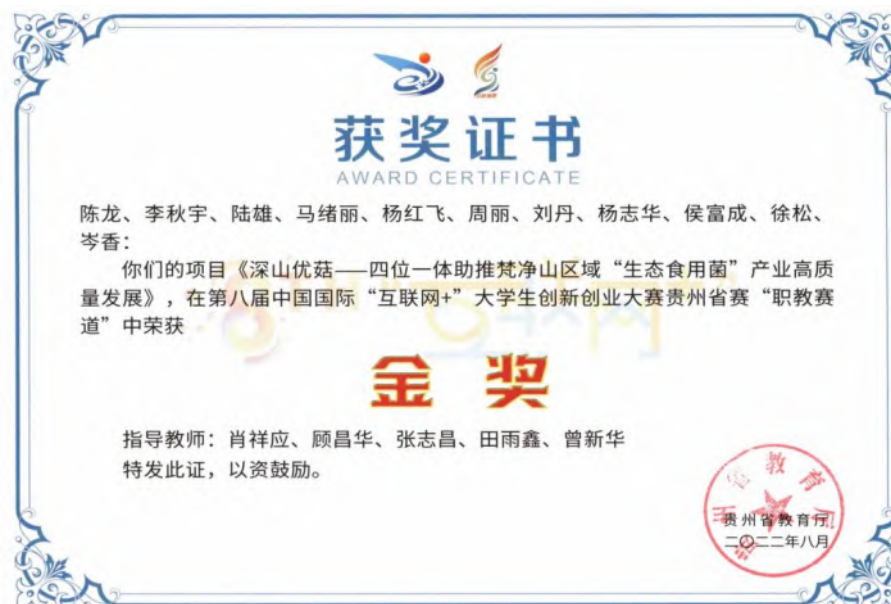 获奖证书
AWARD CERTIFICATE
陈龙、李秋宇、陆雄、马绪丽、杨红飞、周丽、刘丹、杨志华、侯富成、徐松、
岑香：
你们的项目《深山优菇——四位一体助推梵净山区域“生态食用菌”产业高质
量发展》，在第八届中国国际“互联网+”大学生创新创业大赛贵州省赛“职教赛
道”中荣获
金奖
指导教师：肖祥应、顾昌华、张志昌、田雨鑫、曾新华
特发此证，以资鼓励。
贵州省教育厅
贵州省教育厅
二〇二二年八月